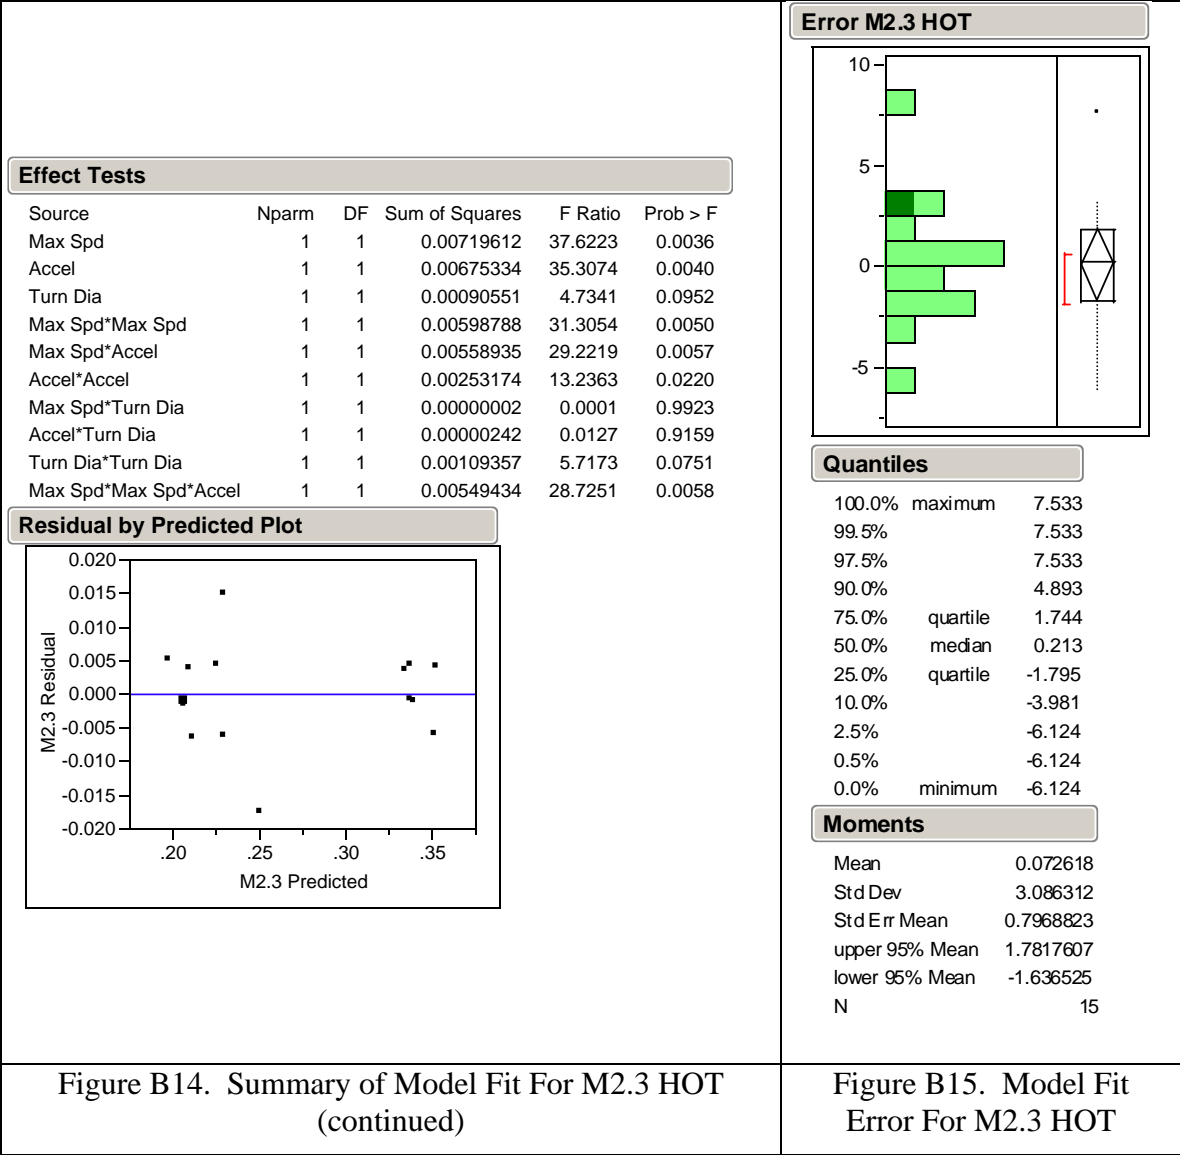 Effect Tests
Source Nparm DF Sum of Squares F Ratio Prob > F
Max Spd 1 1 0.00719612 37.6223 0.0036
Accel 1 1 0.00675334 35.3074 0.0040
Turn Dia 1 1 0.00090551 4.7341 0.0952
Max Spd*Max Spd 1 1 0.00598788 31.3054 0.0050
Max Spd*Accel 1 1 0.00558935 29.2219 0.0057
Accel*Accel 1 1 0.00253174 13.2363 0.0220
Max Spd*Turn Dia 1 1 0.00000002 0.0001 0.9923
Accel*Turn Dia 1 1 0.00000242 0.0127 0.9159
Turn Dia*Turn Dia 1 1 0.00109357 5.7173 0.0751
Max Spd*Max Spd*Accel 1 1 0.00549434 28.7251 0.0058
Residual by Predicted Plot
M2.3 Residual
0.020
0.015
0.010
0.005
0.000
-0.005
-0.010
-0.015
-0.020
.20 .25 .30 .35
M2.3 Predicted
Figure B14. Summary of Model Fit For M2.3 HOT
(continued)
Error M2.3 HOT
10
5
0
-5
Quantiles
100.0% maximum 7.533
99.5% 7.533
97.5% 7.533
90.0% 4.893
75.0% quartile 1.744
50.0% median 0.213
25.0% quartile -1.795
10.0% -3.981
2.5% -6.124
0.5% -6.124
0.0% minimum -6.124
Moments
Mean 0.072618
Std Dev 3.086312
Std Err Mean 0.7968823
upper 95% Mean 1.7817607
lower 95% Mean -1.636525
N 15
Figure B15. Model Fit
Error For M2.3 HOT